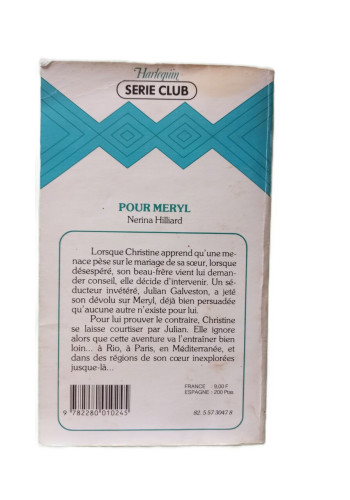 Harlequin
SERIE CLUB
POUR MERYL
Nerina Hilliard
Lorsque Christine apprend qu'une me-
nace pèse sur le mariage de sa sœur, lorsque
désespéré, son beau-frère vient lui deman-
der conseil, elle décide d'intervenir. Un sé-
ducteur invétéré, Julian Galveston, a jeté
son dévolu sur Meryl, déjà bien persuadée
qu'aucune autre n'existe pour lui.
Pour lui prouver le contraire, Christine
se laisse courtiser par Julian. Elle ignore
alors que cette aventure va l'entraîner bien
loin... à Rio, à Paris, en Méditerranée, et
dans des régions de son cœur inexplorées
jusque-là...
FRANCE : 9,00 F
ESPAGNE : 200 Ptas
9 782280 010245
82. 5.573047.6